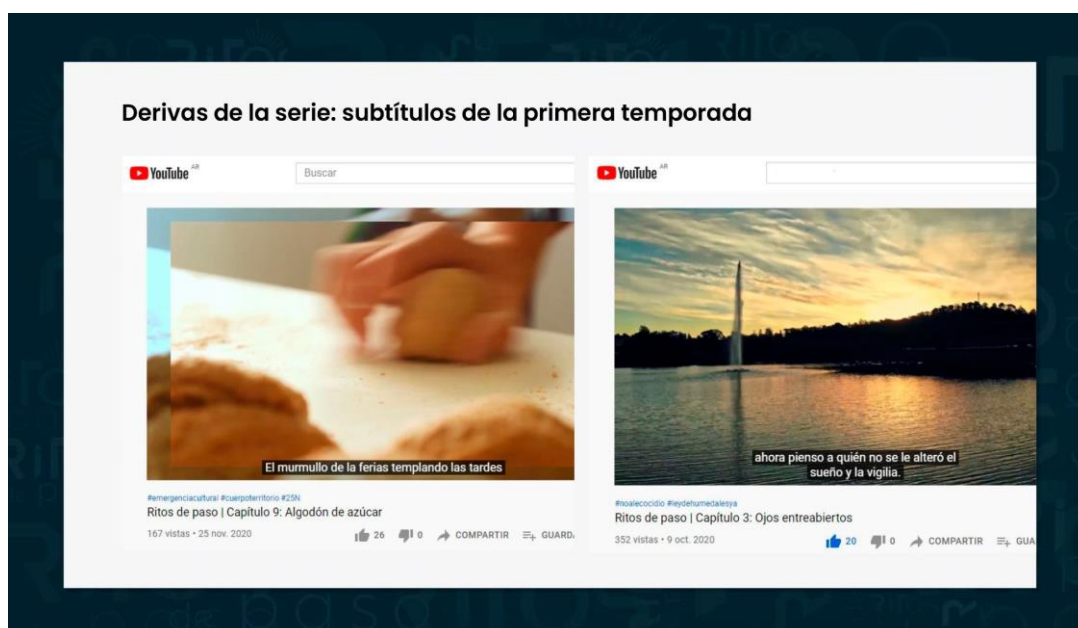 Derivas de la serie: subtítulos de la primera temporada
YouTube AR
Buscar
El murmullo de la ferias templando las tardes
#emergenciacultural #cuerpoterritorio #25N
Ritos de paso | Capítulo 9: Algodón de azúcar
167 vistas • 25 nov. 2020
26 0 COMPARTIR GUARD
YouTube AR
ahora pienso a quién no se le alteró el
sueño y la vigilia.
#noalecocidio #leydehumedalesya
Ritos de paso | Capítulo 3: Ojos entreabiertos
352 vistas • 9 oct. 2020
20 0 COMPARTIR GUA